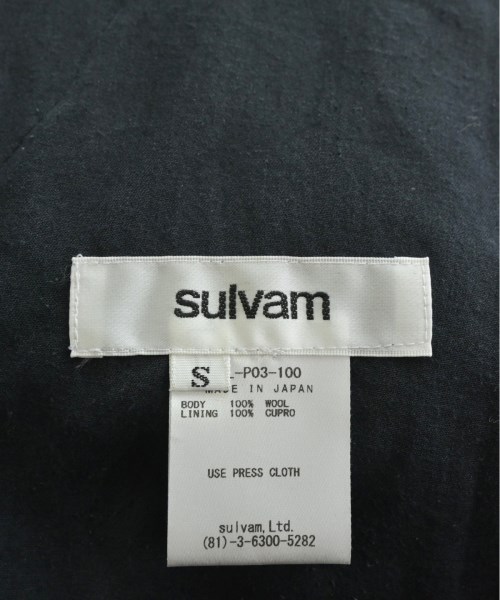 sulvam
S
-P03-100
MADE IN JAPAN
BODY 100% WOOL
LINING 100% CUPRO
USE PRESS CLOTH
sulvam,Ltd.
(81)-3-6300-5282